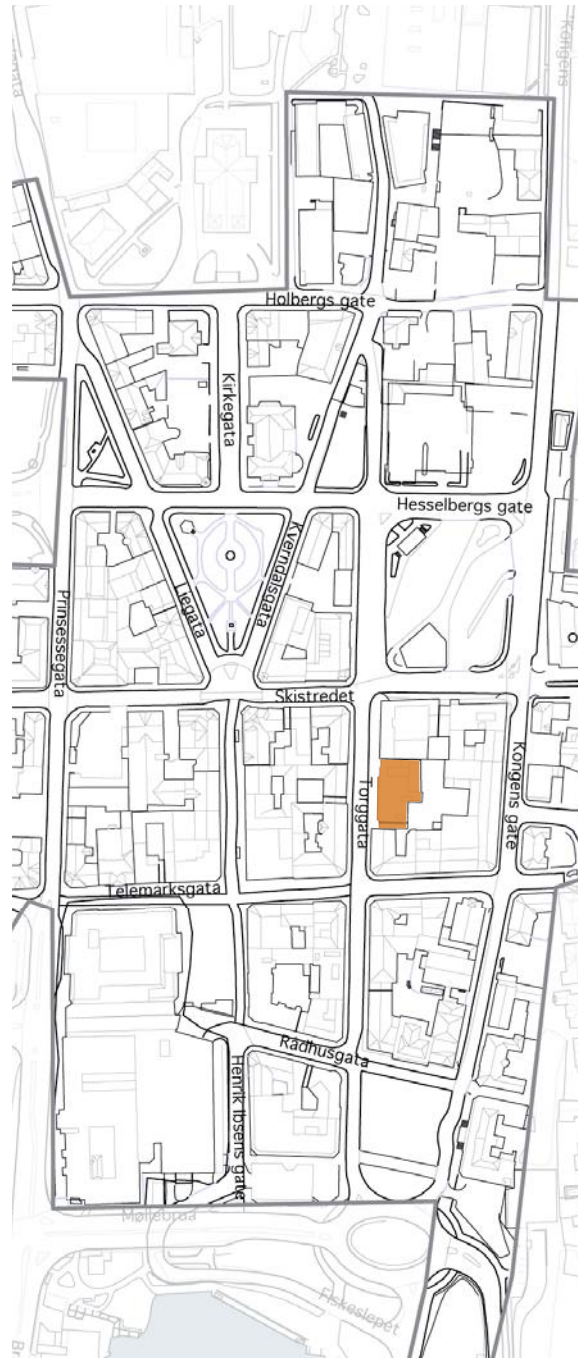 Kongens
Holbergs gate
Kirkegata
Hesselbergs gate
Kverndalsgata
Liegata
Prinsessegata
Skistredet
Torggata
Kongens gate
Telemarksgata
Rådhusgata
Henrik Ibsens gate
Møllebrua
Fiskeslepet